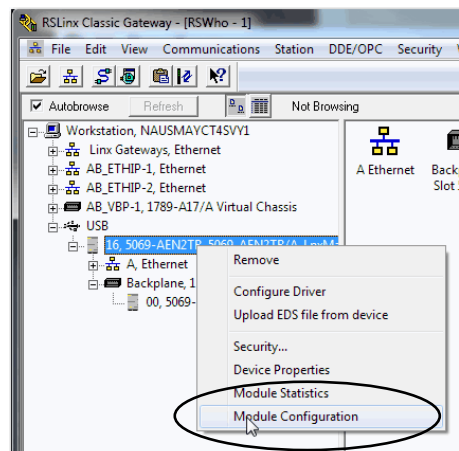 RSLinx Classic Gateway - [RSWho - 1]
File Edit View Communications Station DDE/OPC Security
Autobrowse Refresh Not Browsing
Workstation, NAUSMAYCT4SVY1
Linx Gateways, Ethernet
AB_ETHIP-1, Ethernet
AB_ETHIP-2, Ethernet
AB_VBP-1, 1789-A17/A Virtual Chassis
USB
16, 5069-AEN2TR, 5069-AEN2TR/A LnxM
A, Ethernet
Backplane, 1
00, 5069-
A Ethernet
Slot
Remove
Configure Driver
Upload EDS file from device
Security...
Device Properties
Module Statistics
Module Configuration